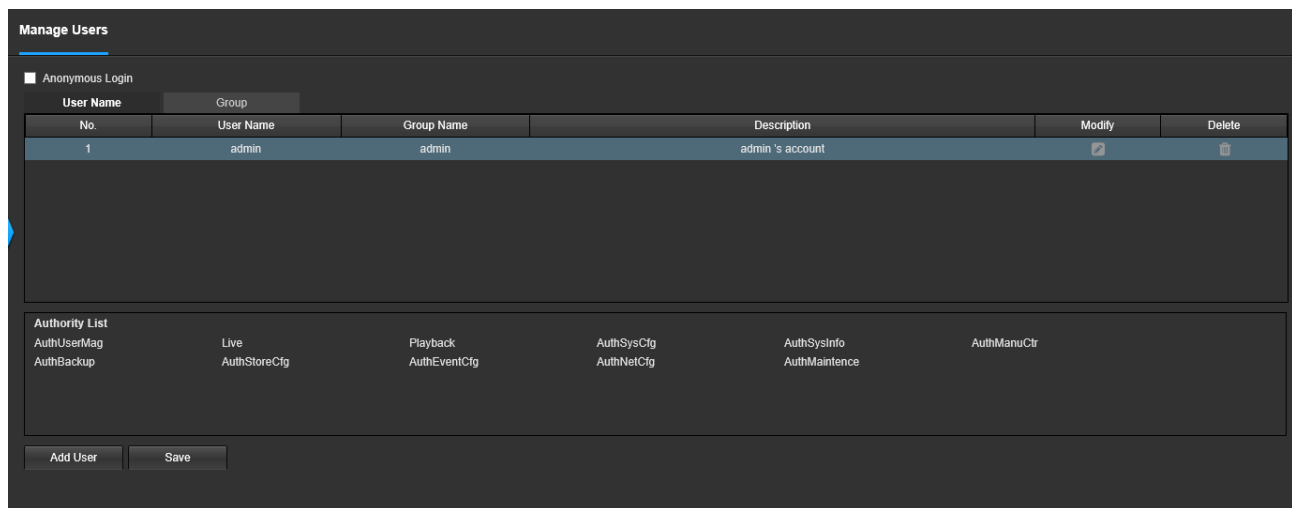 Manage Users
Anonymous Login
User Name Group
No. User Name Group Name Description Modify Delete
1 admin admin admin 's account
Authority List
AuthUserMag Live Playback AuthSysCfg AuthSysInfo AuthManuCtr
AuthBackup AuthStoreCfg AuthEventCfg AuthNetCfg AuthMaintence
Add User Save